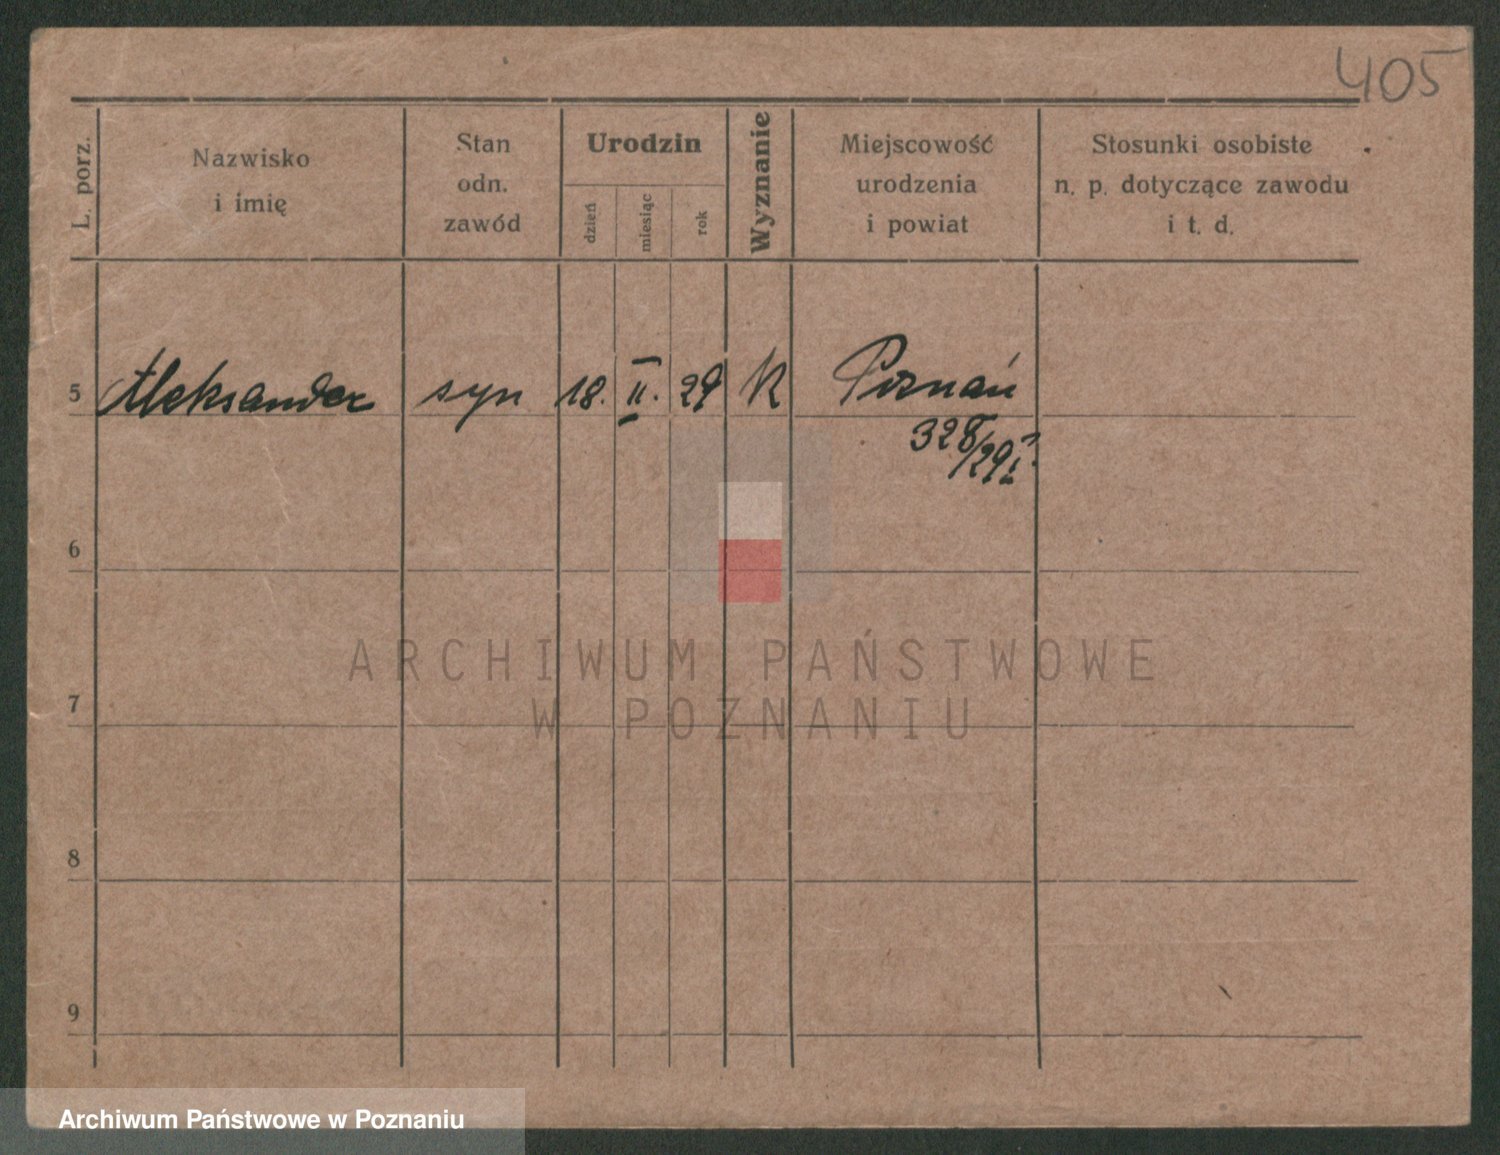 405
L. porz.
Nazwisko
i imię
Stan
odn.
zawód
Urodzin
dzień
miesiąc
rok
Wyznanie
Miejscowość
urodzenia
i powiat
Stosunki osobiste
n. p. dotyczące zawodu
i t. d.
5 Aleksander syn 18. II. 29 K Poznań
328/29
6
7
8
9
ARCHIWUM PAŃSTWOWE
W POZNANIU
Archiwum Państwowe w Poznaniu